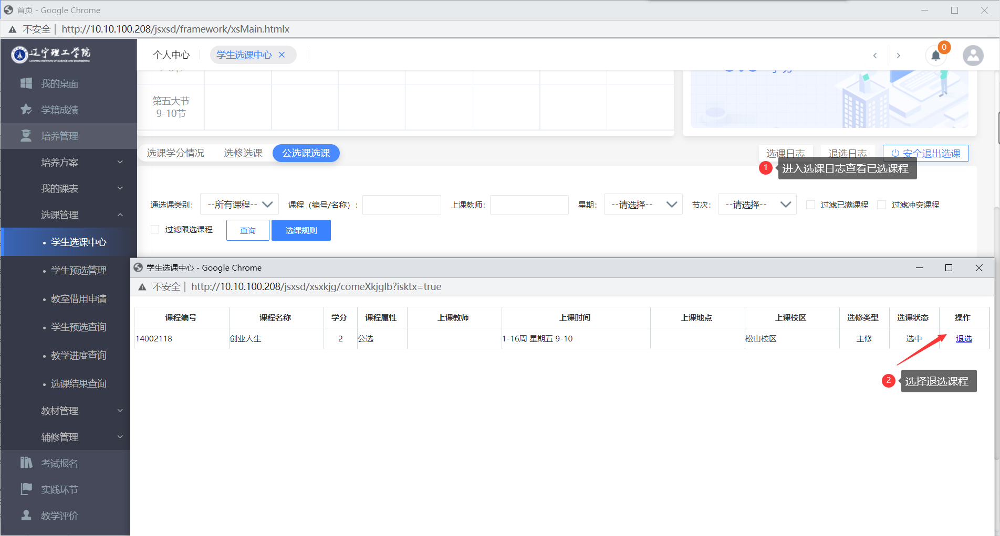 首页 - Google Chrome
不安全 | http://10.10.100.208/jsxsd/framework/xsMain.htmlx
辽宁理工学院
LIAONING INSTITUTE OF SCIENCE AND ENGINEERING
个人中心
学生选课中心 ×
0
我的桌面
学籍成绩
培养管理
培养方案
我的课表
选课管理
• 学生选课中心
• 学生预选管理
• 教室借用申请
• 学生预选查询
• 教学进度查询
• 选课结果查询
教材管理
辅修管理
考试报名
实践环节
教学评价
第五大节
9-10节
选课学分情况 选修选课 公选课选课
选课日志 退选日志 安全退出选课
1 进入选课日志查看已选课程
通选课类别： --所有课程-- 课程（编号/名称）： 上课教师： 星期： --请选择-- 节次： --请选择-- 过滤已满课程 过滤冲突课程
过滤限选课程 查询 选课规则
学生选课中心 - Google Chrome
不安全 | http://10.10.100.208/jsxsd/xsxkjg/comeXkjglb?isktx=true
课程编号 课程名称 学分 课程属性 上课教师 上课时间 上课地点 上课校区 选修类型 选课状态 操作
14002118 创业人生 2 公选 1-16周 星期五 9-10 松山校区 主修 选中 退选
2 选择退选课程